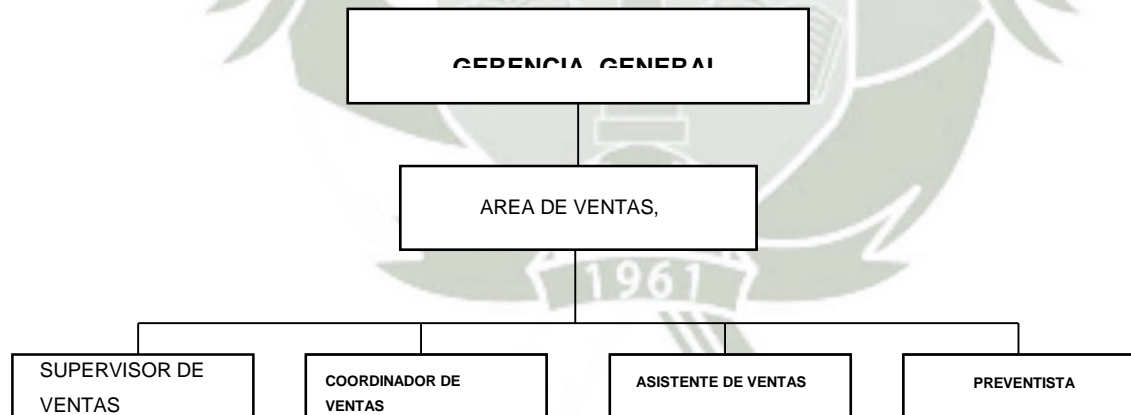 GERENCIA GENERAL
AREA DE VENTAS,
1961
SUPERVISOR DE
VENTAS
COORDINADOR DE
VENTAS
ASISTENTE DE VENTAS
PREVENTISTA